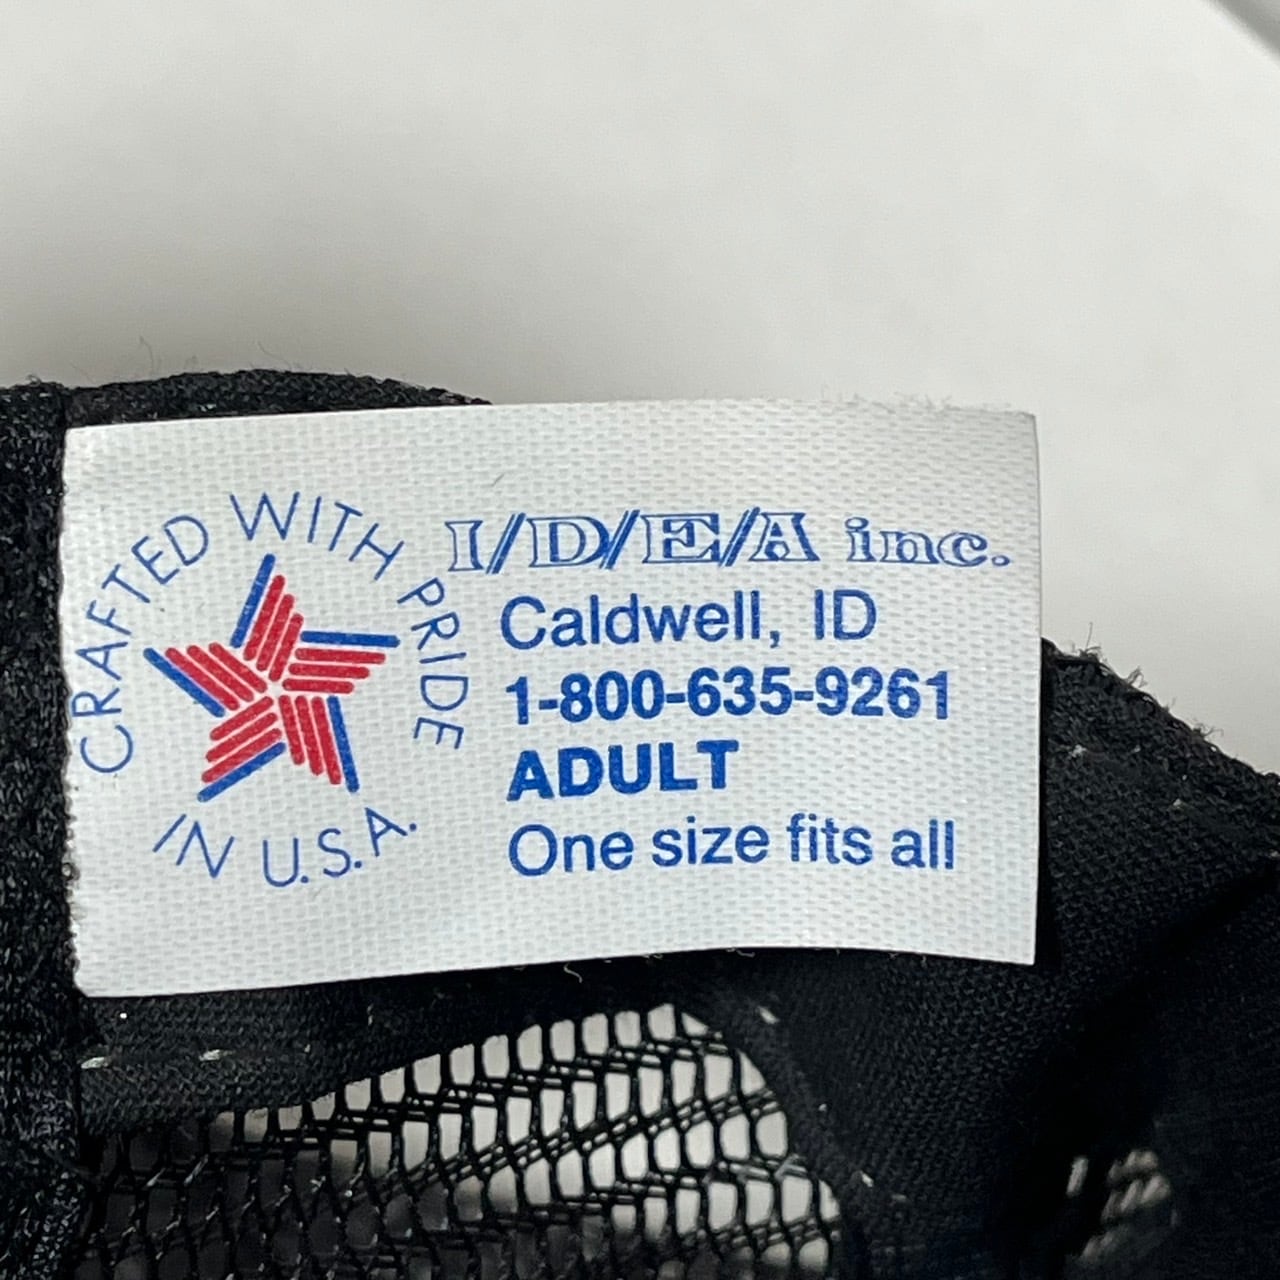 CRAFTED WITH PRIDE
IN U.S.A.
I/D/E/A inc.
Caldwell, ID
1-800-635-9261
ADULT
One size fits all